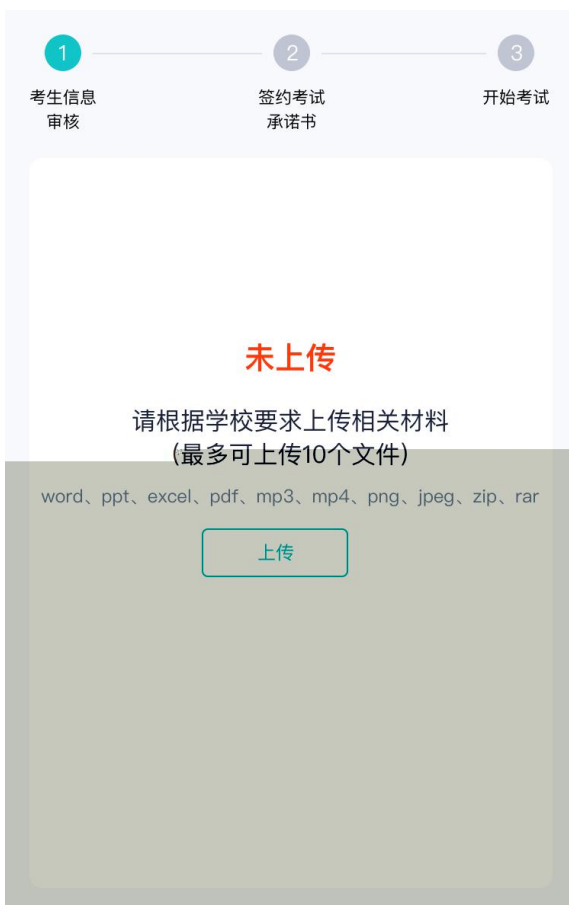 1
2
3
考生信息
审核
签约考试
承诺书
开始考试
未上传
请根据学校要求上传相关材料
（最多可上传10个文件）
word、ppt、excel、pdf、mp3、mp4、png、jpeg、zip、rar
上传